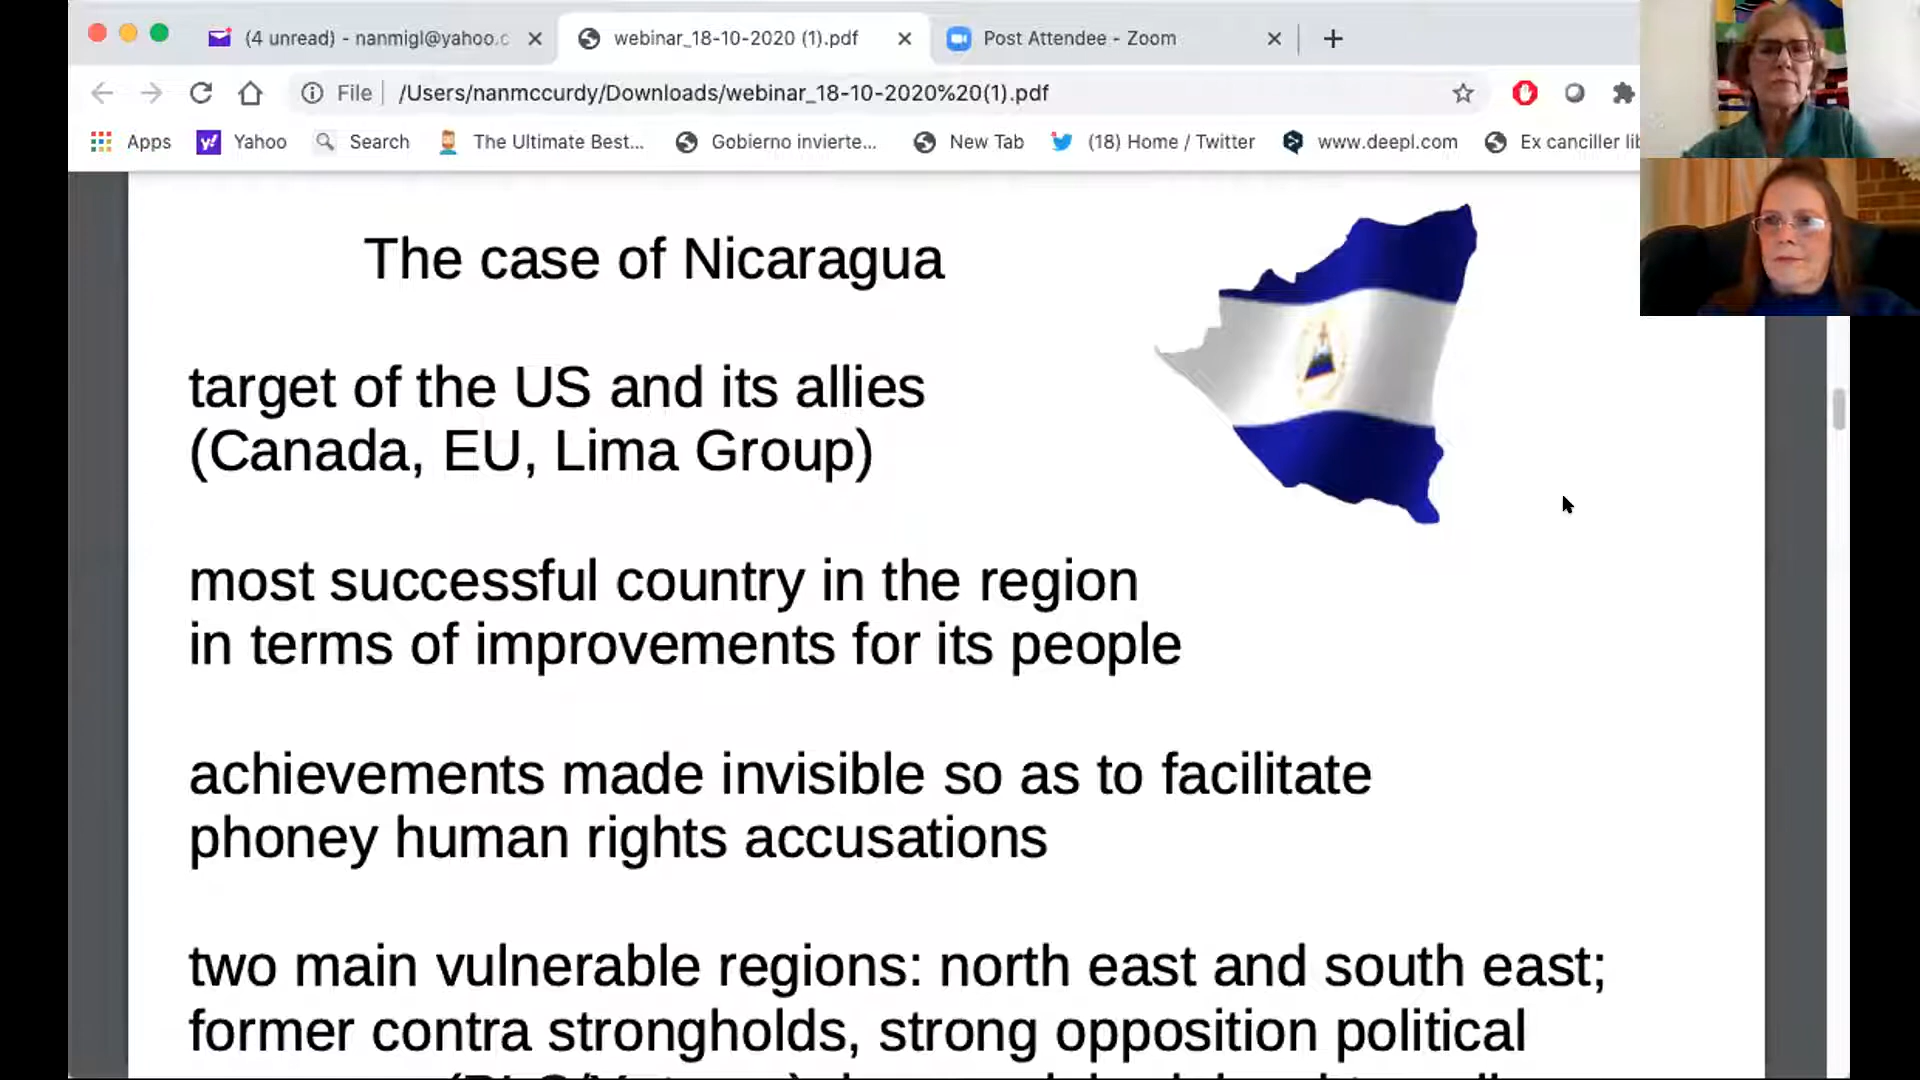 (4 unread) - nanmigl@yahoo.c
webinar_18-10-2020 (1).pdf
Post Attendee - Zoom
File
/Users/nanmccurdy/Downloads/webinar_18-10-2020%20(1).pdf
Apps
Yahoo
Search
The Ultimate Best...
Gobierno invierte...
New Tab
(18) Home / Twitter
www.deepl.com
Ex canciller lib
The case of Nicaragua
target of the US and its allies
(Canada, EU, Lima Group)
most successful country in the region
in terms of improvements for its people
achievements made invisible so as to facilitate
phoney human rights accusations
two main vulnerable regions: north east and south east;
former contra strongholds, strong opposition political